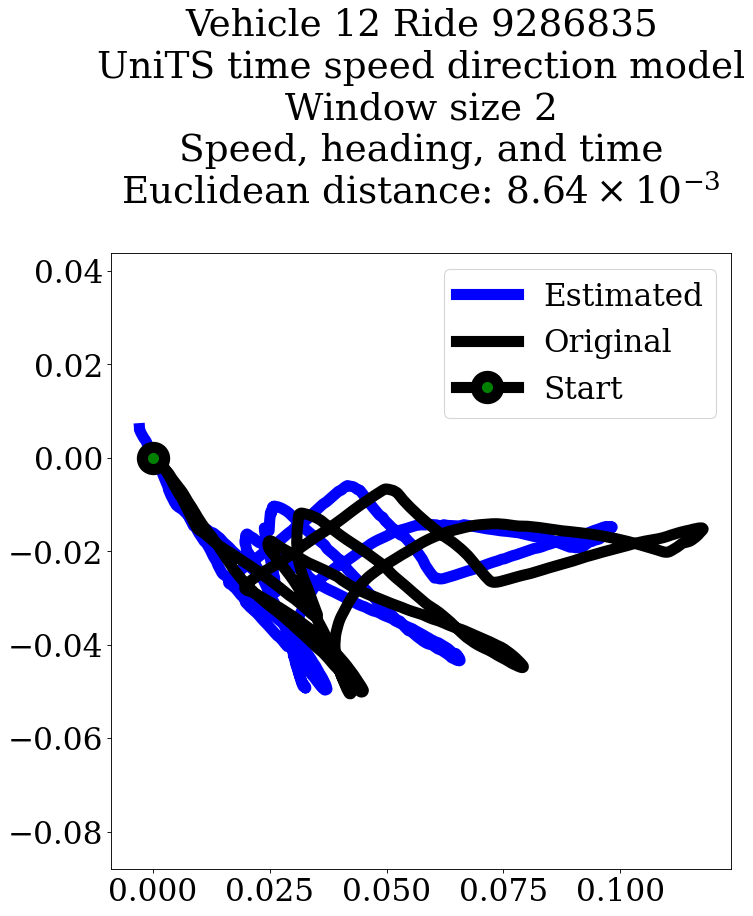 Vehicle 12 Ride 9286835
UniTS time speed direction model
Window size 2
Speed, heading, and time
Euclidean distance: 8.64 × 10⁻³
0.04
0.02
0.00
−0.02
−0.04
−0.06
−0.08
Estimated
Original
Start
0.000 0.025 0.050 0.075 0.100